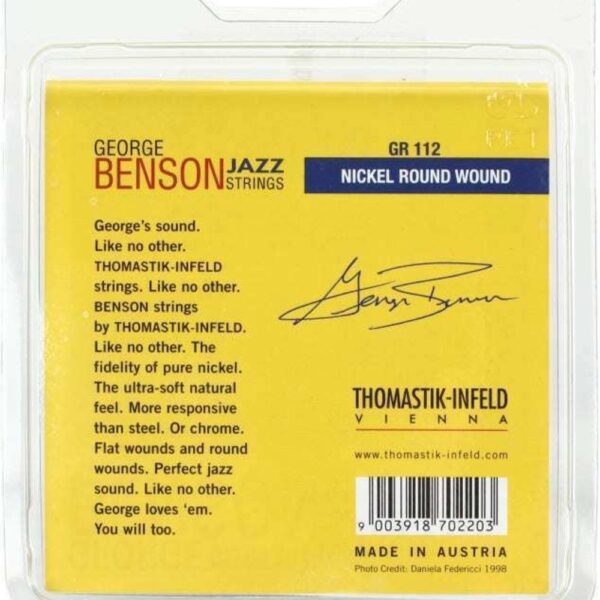 GEORGE
BENSON JAZZ
STRINGS
GR 112
NICKEL ROUND WOUND
George's sound.
Like no other.
THOMASTIK-INFELD
strings. Like no other.
BENSON strings
by THOMASTIK-INFELD.
Like no other. The
fidelity of pure nickel.
The ultra-soft natural
feel. More responsive
than steel. Or chrome.
Flat wounds and round
wounds. Perfect jazz
sound. Like no other.
George loves 'em.
You will too.
George Benson
THOMASTIK-INFELD
VIENNA
www.thomastik-infeld.com
9 003918 702203
MADE IN AUSTRIA
Photo Credit: Daniela Federicci 1998